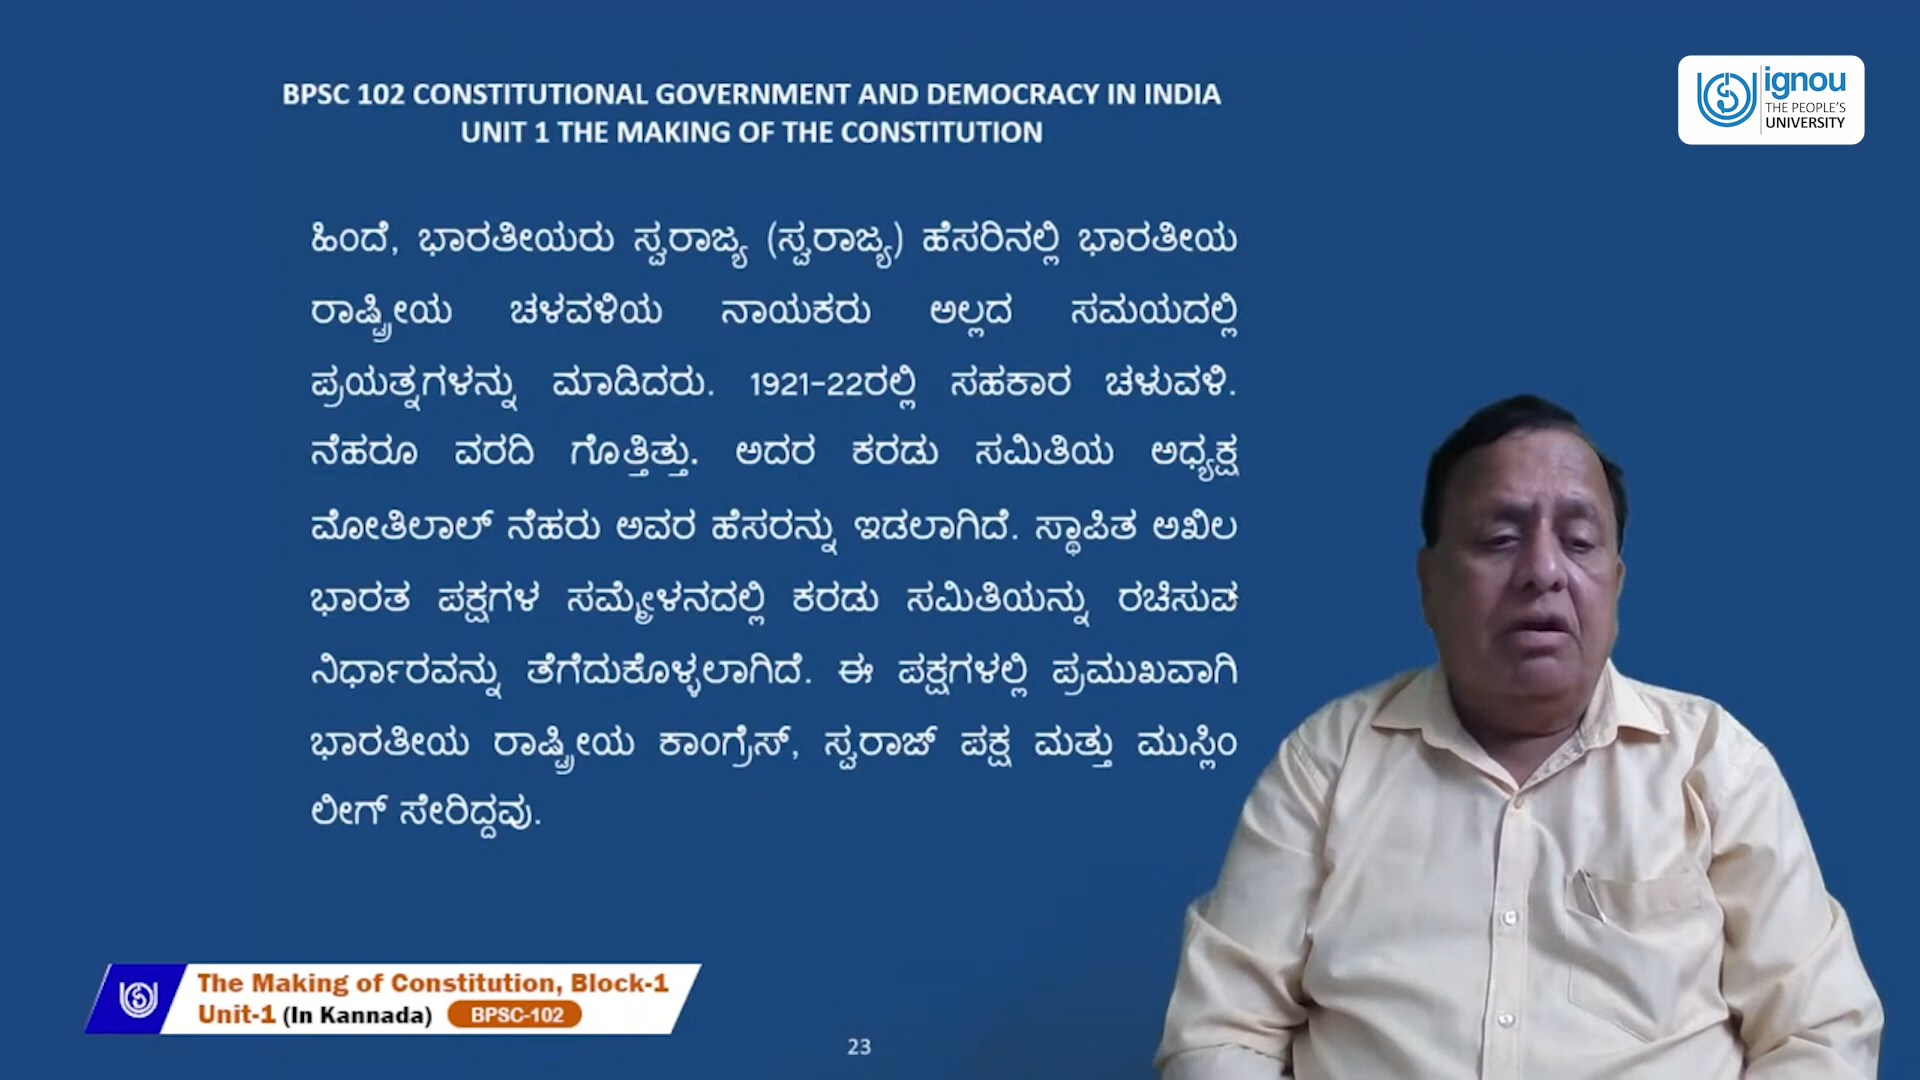 BPSC 102 CONSTITUTIONAL GOVERNMENT AND DEMOCRACY IN INDIA
UNIT 1 THE MAKING OF THE CONSTITUTION
ignou
THE PEOPLE'S
UNIVERSITY
ಹಿಂದೆ, ಭಾರತೀಯರು ಸ್ವರಾಜ್ಯ (ಸ್ವರಾಜ್ಯ) ಹೆಸರಿನಲ್ಲಿ ಭಾರತೀಯ
ರಾಷ್ಟ್ರೀಯ ಚಳವಳಿಯ ನಾಯಕರು ಅಲ್ಲದ ಸಮಯದಲ್ಲಿ
ಪ್ರಯತ್ನಗಳನ್ನು ಮಾಡಿದರು. 1921-22ರಲ್ಲಿ ಸಹಕಾರ ಚಳುವಳಿ.
ನೆಹರೂ ವರದಿ ಗೊತ್ತಿತ್ತು. ಅದರ ಕರಡು ಸಮಿತಿಯ ಅಧ್ಯಕ್ಷ
ಮೋತಿಲಾಲ್ ನೆಹರು ಅವರ ಹೆಸರನ್ನು ಇಡಲಾಗಿದೆ. ಸ್ಥಾಪಿತ ಅಖಿಲ
ಭಾರತ ಪಕ್ಷಗಳ ಸಮ್ಮೇಳನದಲ್ಲಿ ಕರಡು ಸಮಿತಿಯನ್ನು ರಚಿಸುವ
ನಿರ್ಧಾರವನ್ನು ತೆಗೆದುಕೊಳ್ಳಲಾಗಿದೆ. ಈ ಪಕ್ಷಗಳಲ್ಲಿ ಪ್ರಮುಖವಾಗಿ
ಭಾರತೀಯ ರಾಷ್ಟ್ರೀಯ ಕಾಂಗ್ರೆಸ್, ಸ್ವರಾಜ್ ಪಕ್ಷ ಮತ್ತು ಮುಸ್ಲಿಂ
ಲೀಗ್ ಸೇರಿದ್ದವು.
The Making of Constitution, Block-1
Unit-1 (In Kannada) BPSC-102
23